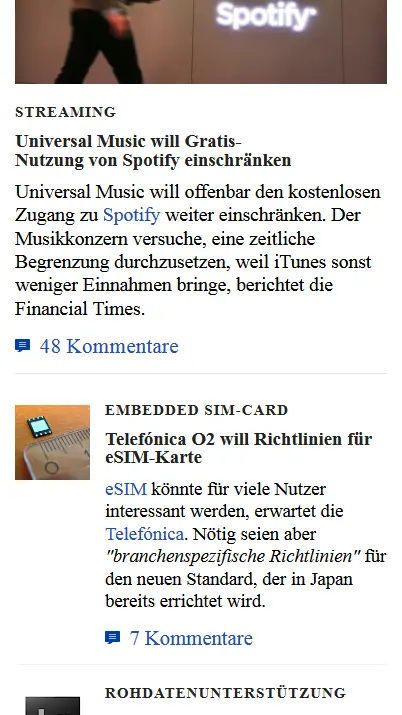 Spotify
STREAMING
Universal Music will Gratis-
Nutzung von Spotify einschränken
Universal Music will offenbar den kostenlosen
Zugang zu Spotify weiter einschränken. Der
Musikkonzern versuche, eine zeitliche
Begrenzung durchzusetzen, weil iTunes sonst
weniger Einnahmen bringe, berichtet die
Financial Times.
48 Kommentare
EMBEDDED SIM-CARD
Telefónica O2 will Richtlinien für
eSIM-Karte
eSIM könnte für viele Nutzer
interessant werden, erwartet die
Telefónica. Nötig seien aber
"branchenspezifische Richtlinien" für
den neuen Standard, der in Japan
bereits errichtet wird.
7 Kommentare
ROHDATENUNTERSTÜTZUNG